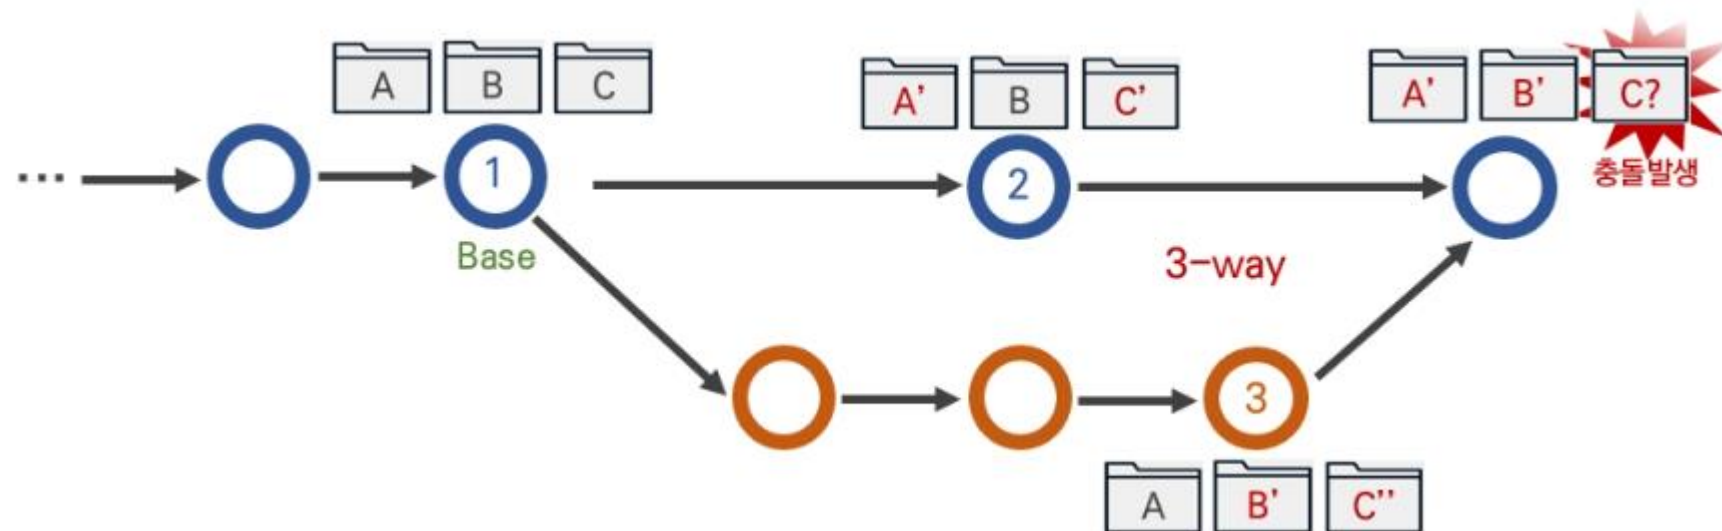 A B C
A' B C'
A' B' C?
충돌발생
...
1
2
Base
3-way
3
A B' C''